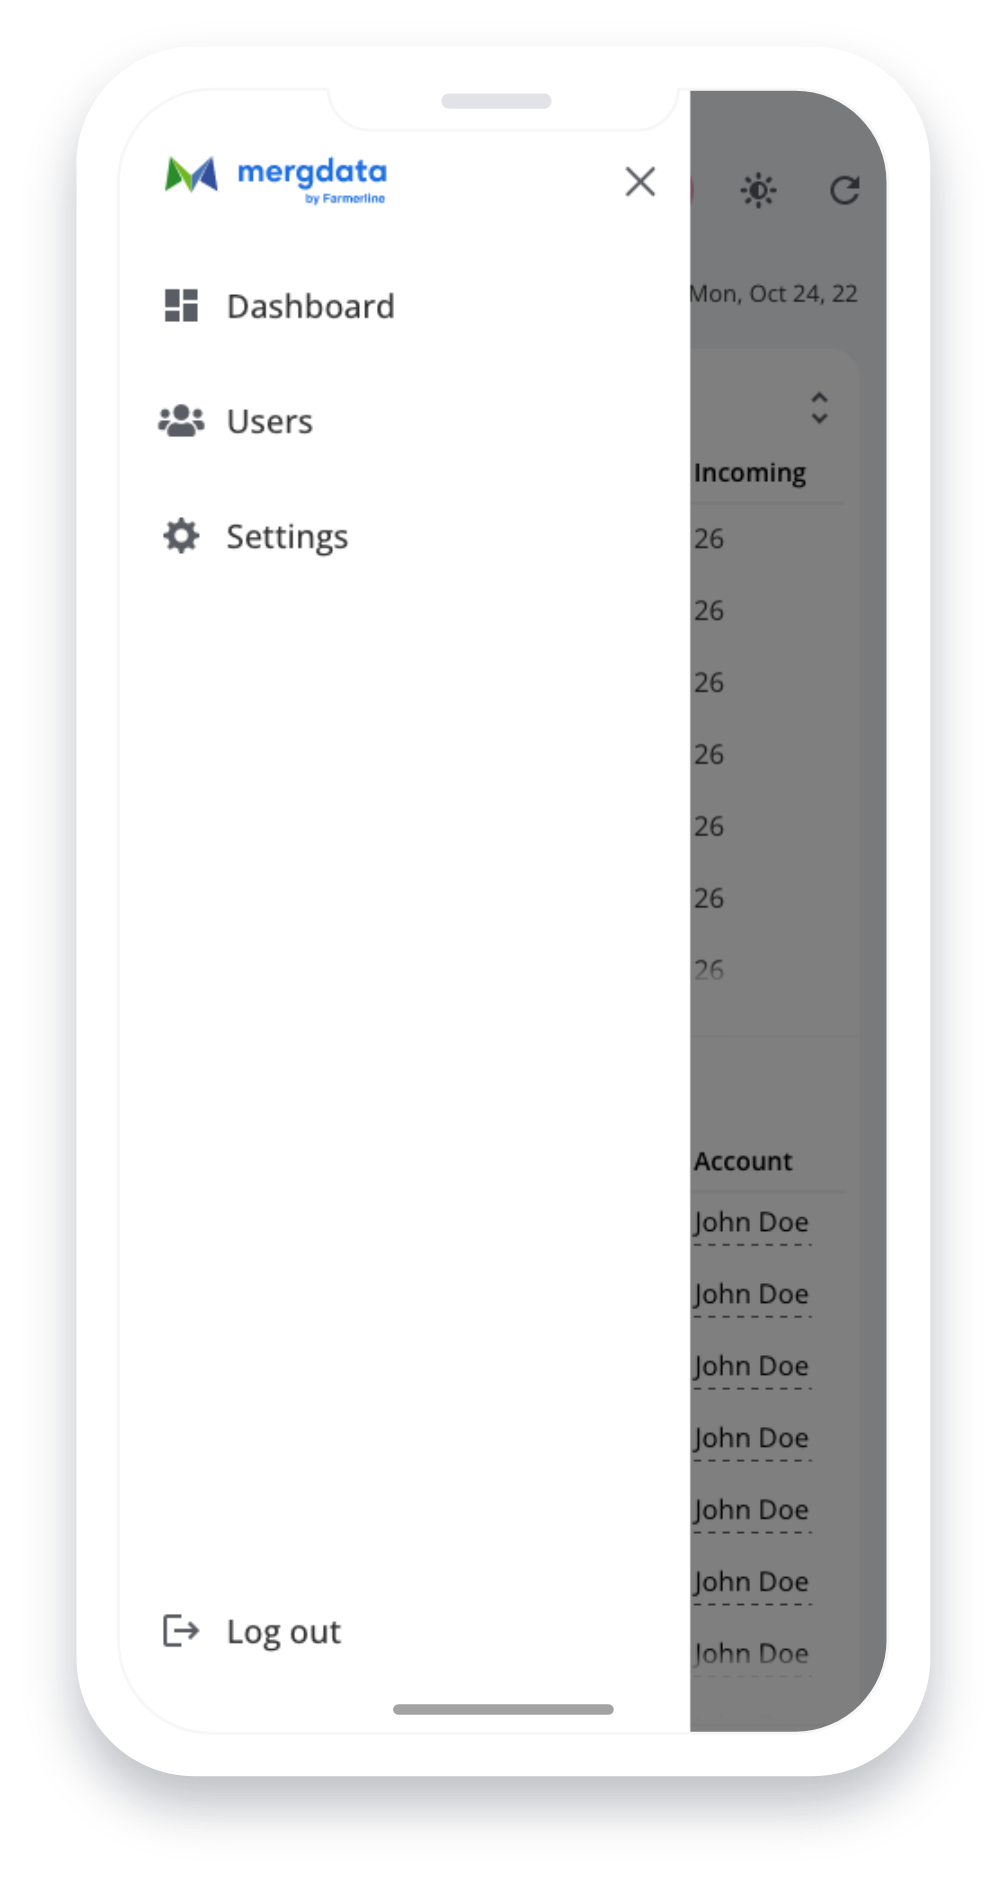 mergdata
by Farmerline
Dashboard
Users
Settings
Log out
Mon, Oct 24, 22
Incoming
26
26
26
26
26
26
26
Account
John Doe
John Doe
John Doe
John Doe
John Doe
John Doe
John Doe